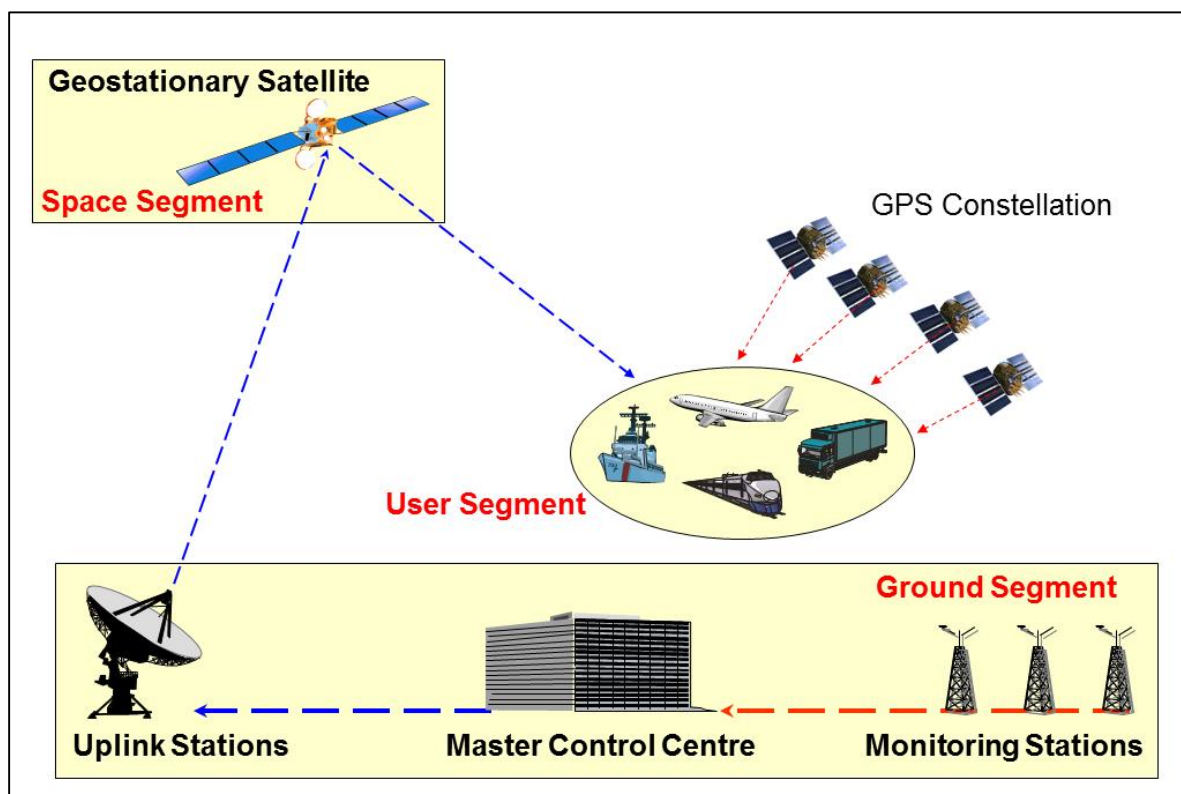 Geostationary Satellite
Space Segment
GPS Constellation
User Segment
Ground Segment
Uplink Stations
Master Control Centre
Monitoring Stations